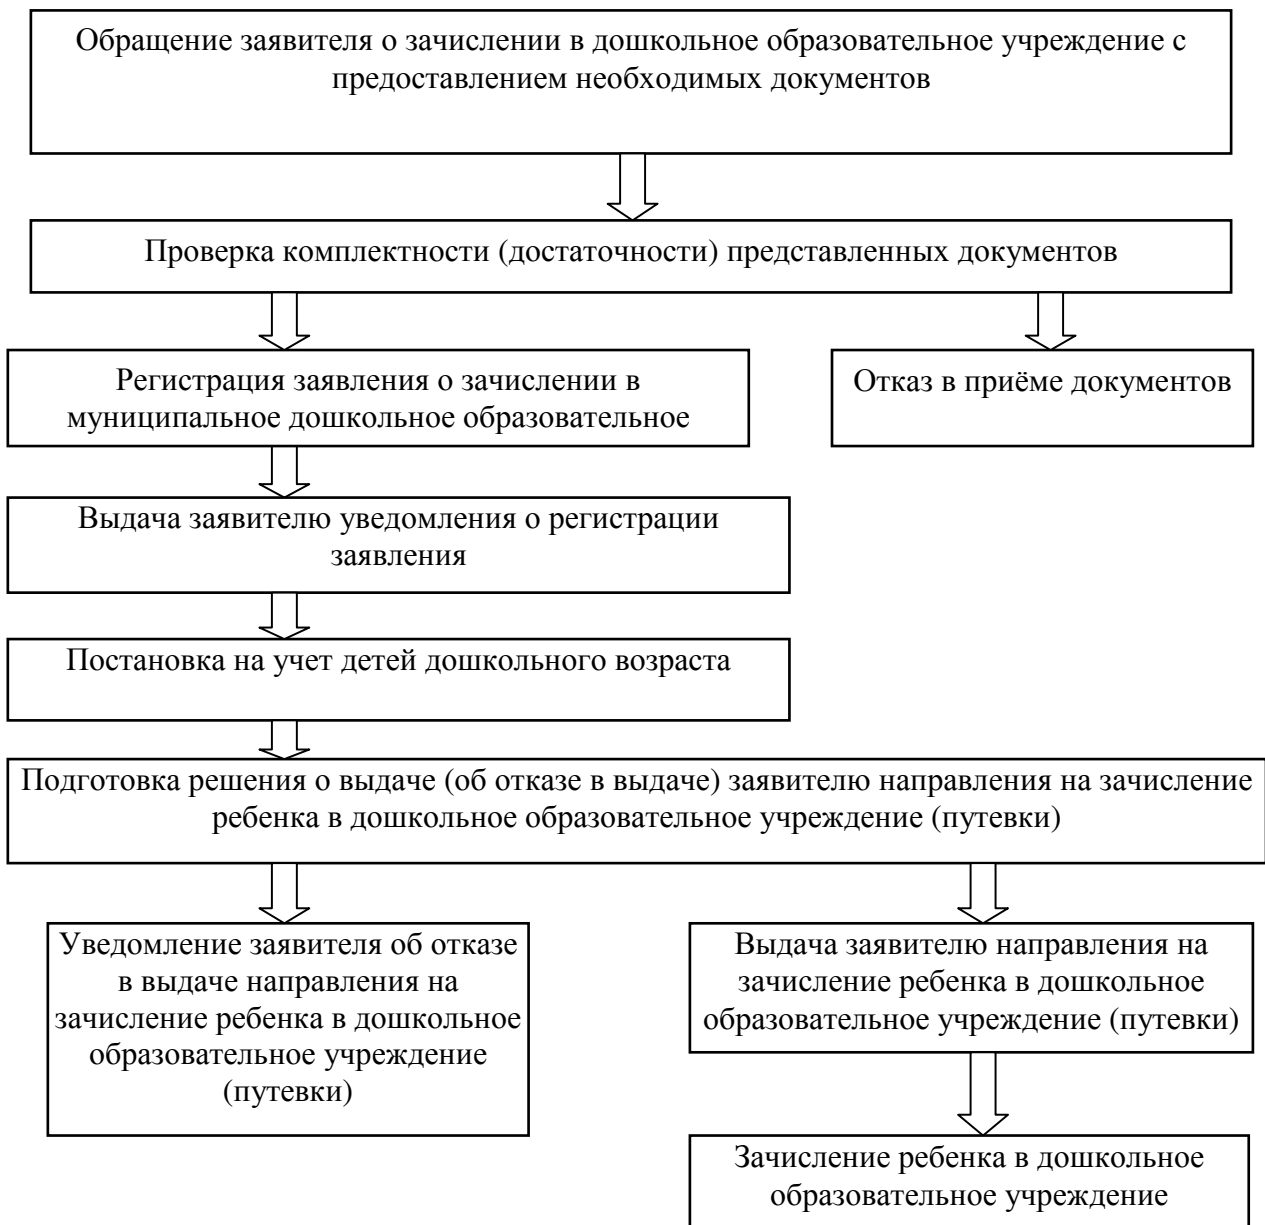 Обращение заявителя о зачислении в дошкольное образовательное учреждение с
предоставлением необходимых документов
Проверка комплектности (достаточности) представленных документов
Регистрация заявления о зачислении в
муниципальное дошкольное образовательное
Отказ в приёме документов
Выдача заявителю уведомления о регистрации
заявления
Постановка на учет детей дошкольного возраста
Подготовка решения о выдаче (об отказе в выдаче) заявителю направления на зачисление
ребенка в дошкольное образовательное учреждение (путевки)
Уведомление заявителя об отказе
в выдаче направления на
зачисление ребенка в дошкольное
образовательное учреждение
(путевки)
Выдача заявителю направления на
зачисление ребенка в дошкольное
образовательное учреждение (путевки)
Зачисление ребенка в дошкольное
образовательное учреждение